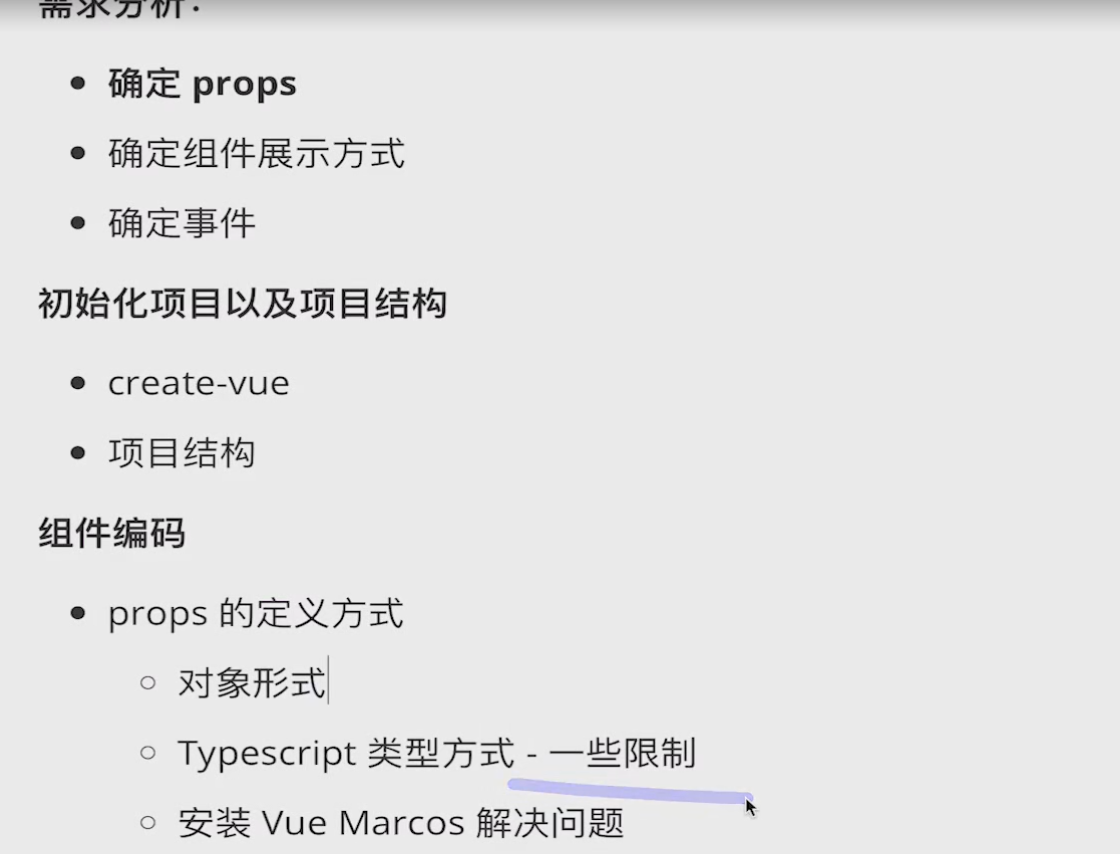 需求分析：
确定 props
确定组件展示方式
确定事件
初始化项目以及项目结构
create-vue
项目结构
组件编码
props 的定义方式
对象形式
Typescript 类型方式 - 一些限制
安装 Vue Marcos 解决问题